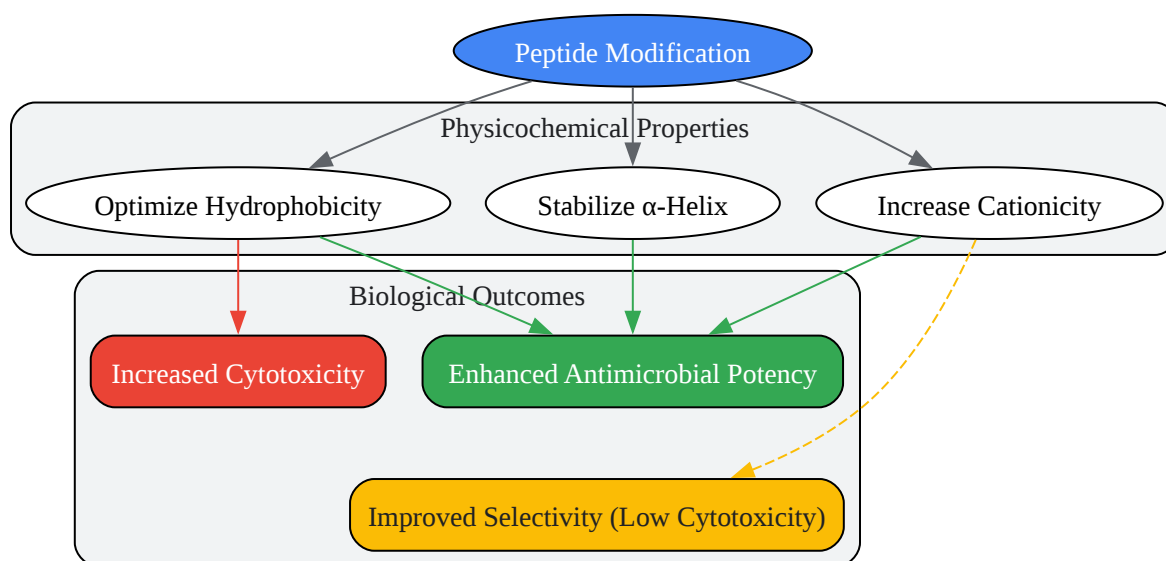 Peptide Modification
Physicochemical Properties
Optimize Hydrophobicity
Stabilize α-Helix
Increase Cationicity
Biological Outcomes
Increased Cytotoxicity
Enhanced Antimicrobial Potency
Improved Selectivity (Low Cytotoxicity)